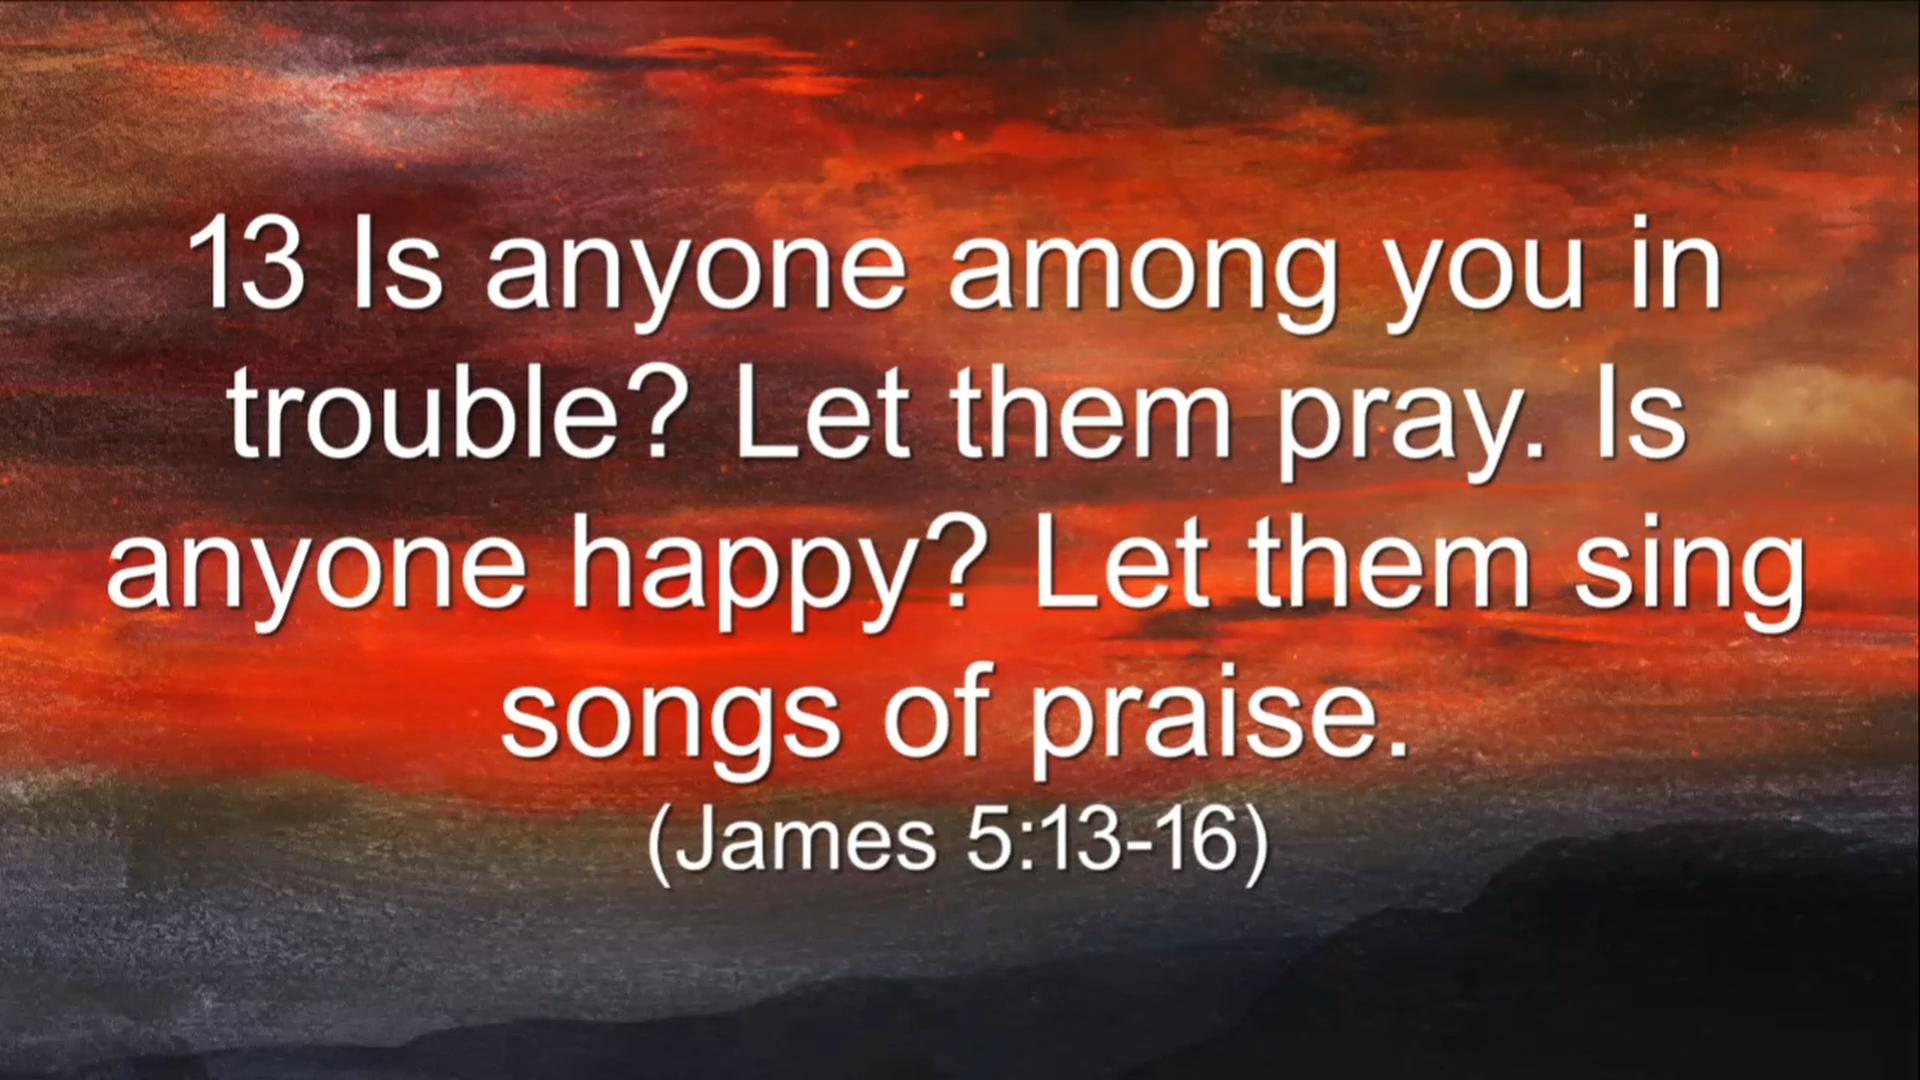 13 Is anyone among you in
trouble? Let them pray. Is
anyone happy? Let them sing
songs of praise.
(James 5:13-16)